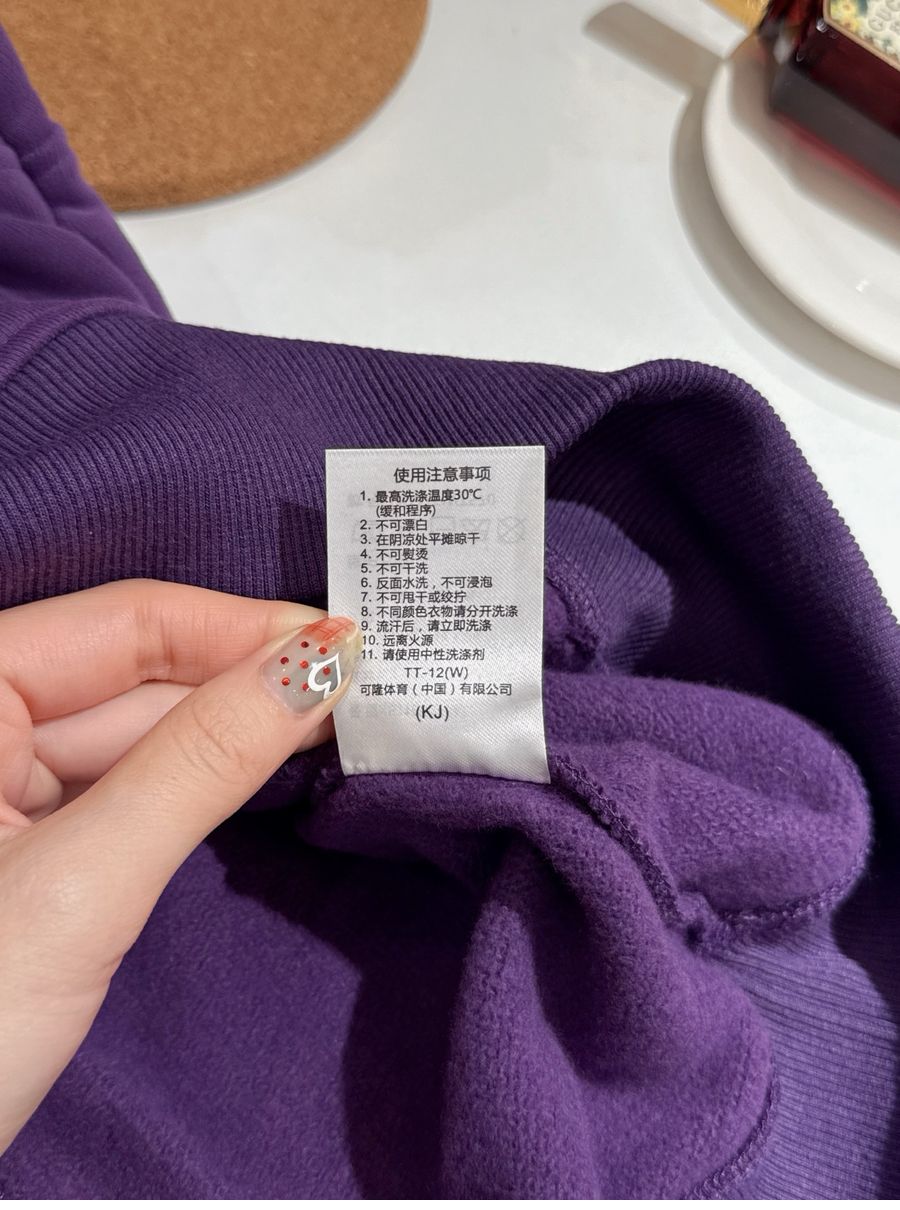 使用注意事项
1. 最高洗涤温度30℃
(缓和程序)
2. 不可漂白
3. 在阴凉处平摊晾干
4. 不可熨烫
5. 不可干洗
6. 反面水洗，不可浸泡
7. 不可甩干或绞拧
8. 不同颜色衣物请分开洗涤
9. 流汗后，请立即洗涤
10. 远离火源
11. 请使用中性洗涤剂
TT-12(W)
可隆体育（中国）有限公司
(KJ)